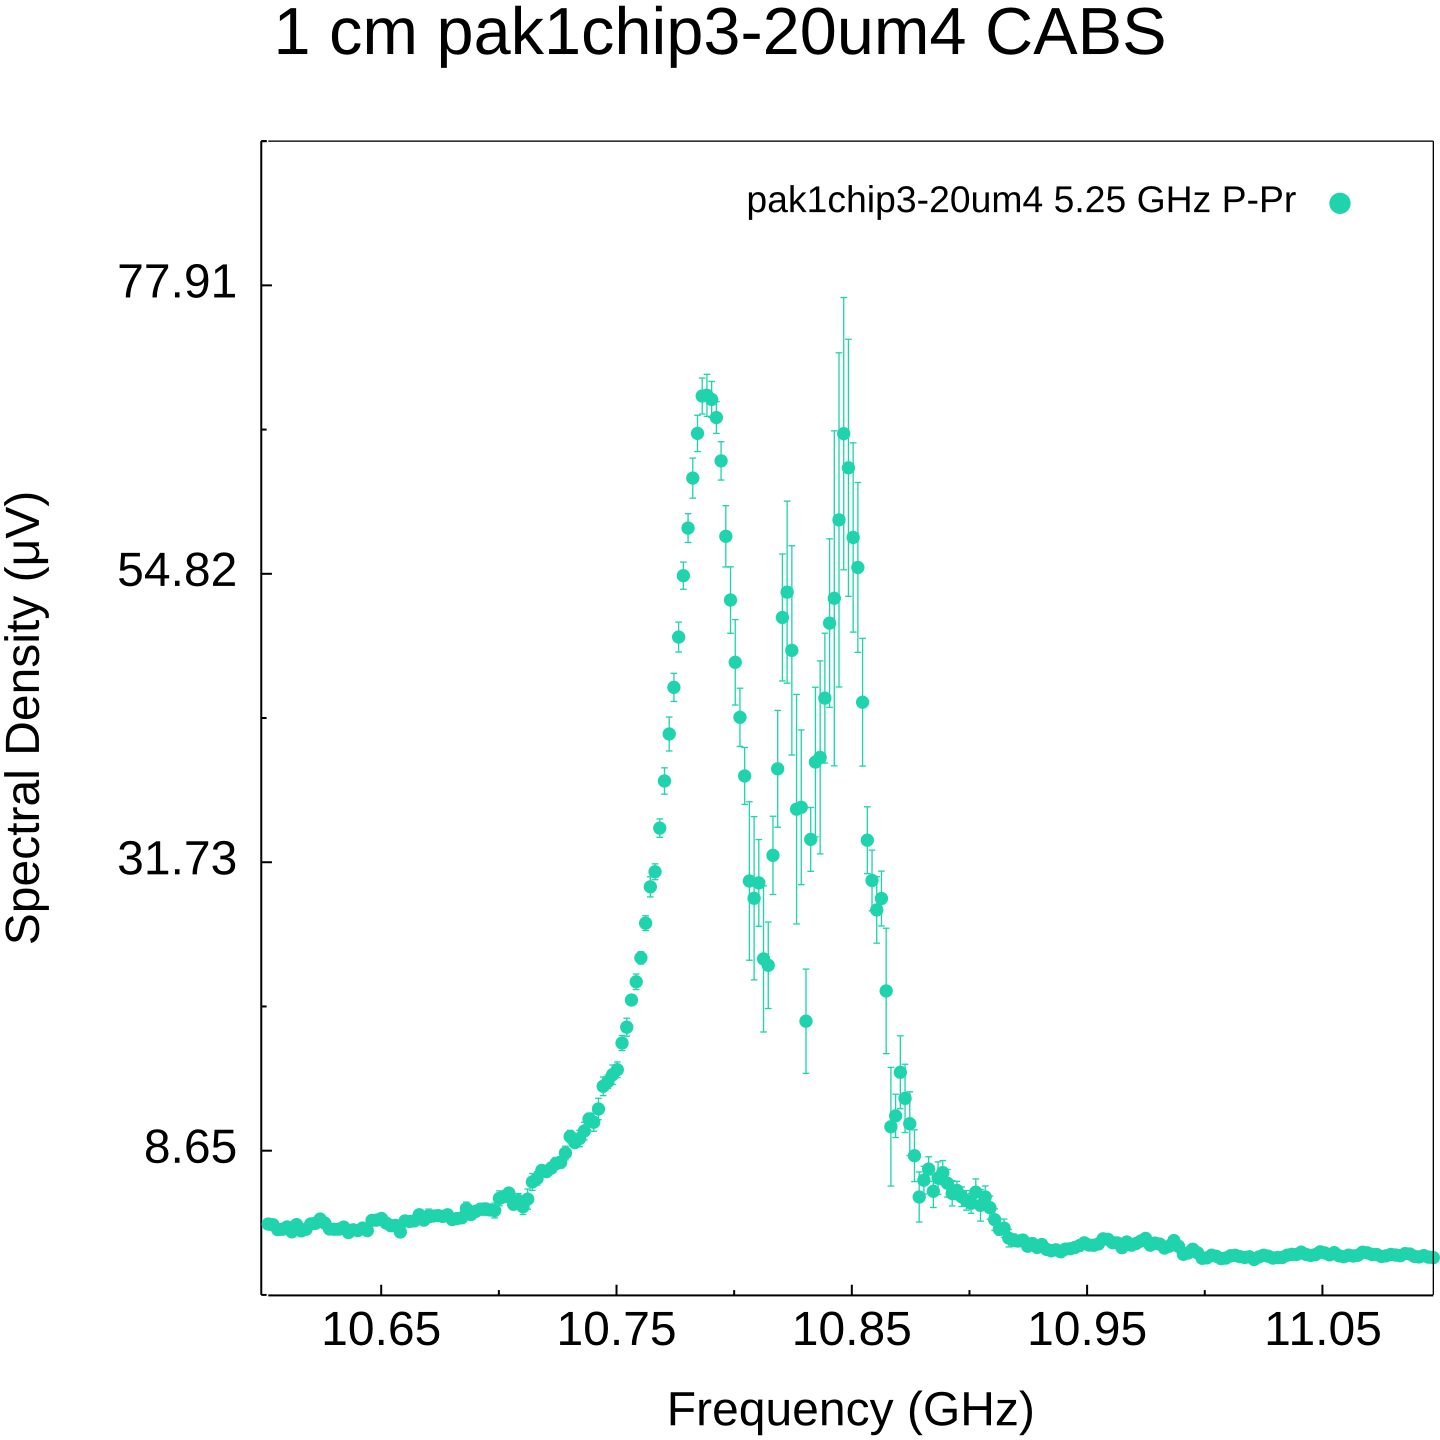 1 cm pak1chip3-20um4 CABS
pak1chip3-20um4 5.25 GHz P-Pr
77.91
54.82
31.73
8.65
Spectral Density (μV)
10.65 10.75 10.85 10.95 11.05
Frequency (GHz)